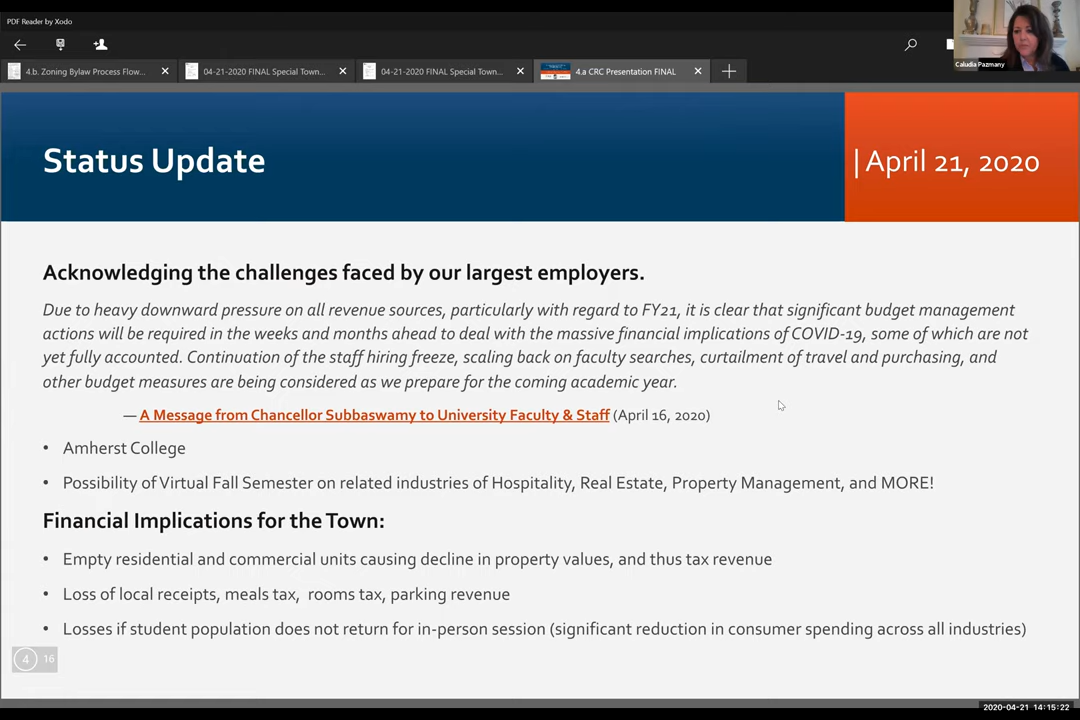 PDF Reader by Xodo
Caludia Pazmany
4.b. Zoning Bylaw Process Flow...
04-21-2020 FINAL Special Town...
04-21-2020 FINAL Special Town...
4.a CRC Presentation FINAL
Status Update
| April 21, 2020
Acknowledging the challenges faced by our largest employers.
Due to heavy downward pressure on all revenue sources, particularly with regard to FY21, it is clear that significant budget management
actions will be required in the weeks and months ahead to deal with the massive financial implications of COVID-19, some of which are not
yet fully accounted. Continuation of the staff hiring freeze, scaling back on faculty searches, curtailment of travel and purchasing, and
other budget measures are being considered as we prepare for the coming academic year.
— A Message from Chancellor Subbaswamy to University Faculty & Staff (April 16, 2020)
• Amherst College
• Possibility of Virtual Fall Semester on related industries of Hospitality, Real Estate, Property Management, and MORE!
Financial Implications for the Town:
• Empty residential and commercial units causing decline in property values, and thus tax revenue
• Loss of local receipts, meals tax, rooms tax, parking revenue
• Losses if student population does not return for in-person session (significant reduction in consumer spending across all industries)
4 16
2020-04-21 14:15:22